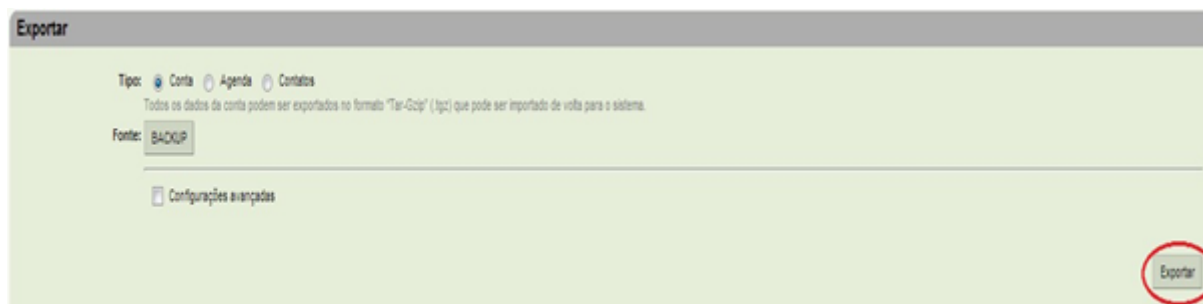 Exportar
Tipo: Conta Agenda Contatos
Todos os dados da conta podem ser exportados no formato "Tar-Gzip" (.tgz) que pode ser importado de volta para o sistema.
Fonte: BACKUP
Configurações avançadas
Exportar